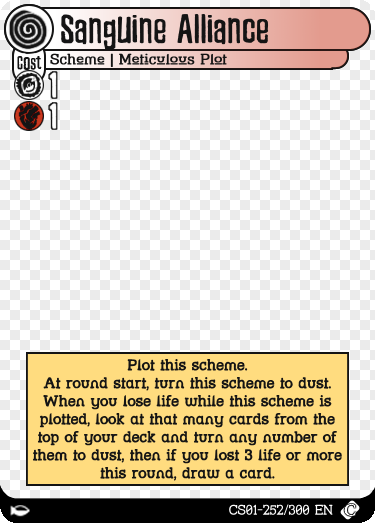 Sanguine Alliance
Cost
Scheme | Meticulous Plot
1
1
Plot this scheme.
At round start, turn this scheme to dust.
When you lose life while this scheme is
plotted, look at that many cards from the
top of your deck and turn any number of
them to dust, then if you lost 3 life or more
this round, draw a card.
CS01-252/300 EN